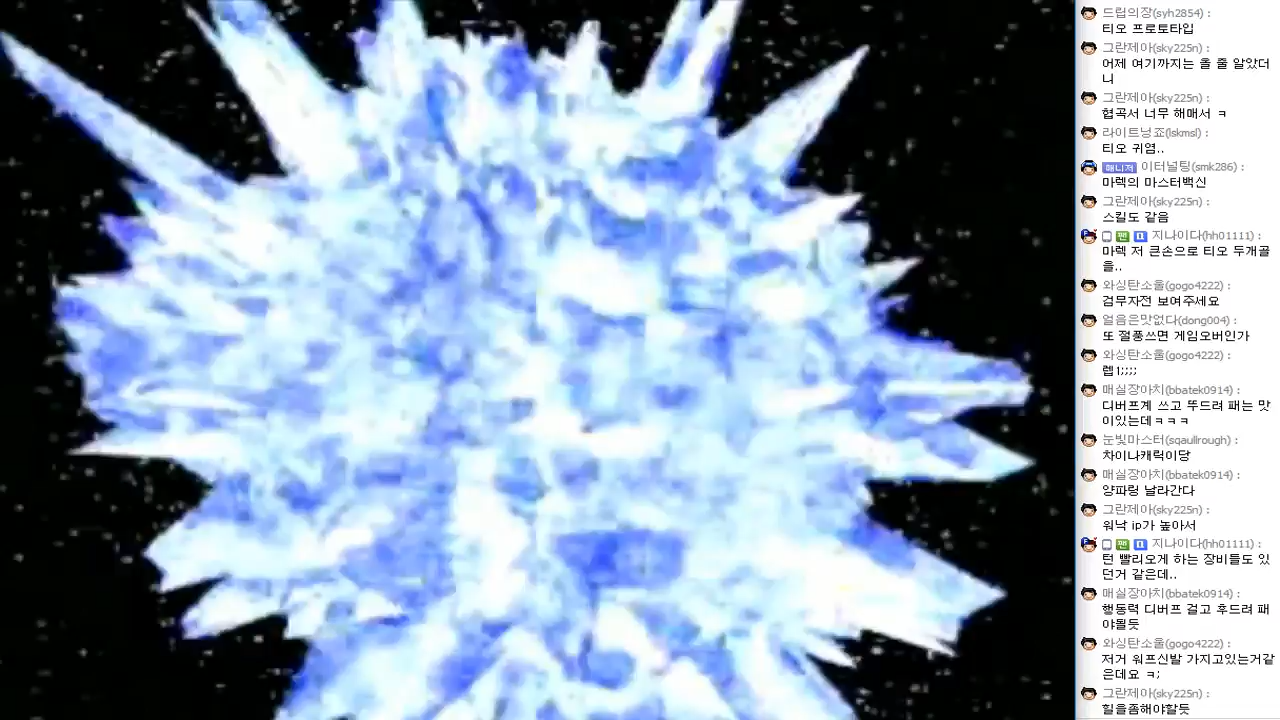 드럽의장(syh2854) :
티오 프로토타입
그란제아(sky225n) :
어제 여기까지는 올 줄 알았더
니
그란제아(sky225n) :
협곡서 너무 해매서 ㅋ
라이트닝죠(lskmsl) :
티오 귀염..
매니저 이터널팅(smk286) :
마렉의 마스터백신
그란제아(sky225n) :
스킬도 같음
팬 지나이다(hh01111) :
마렉 저 큰손으로 티오 두개골
을..
와싱탄소울(gogo4222) :
검무자전 보여주세요
얼음은맛없다(dong004) :
또 절풍쓰면 게임오버인가
와싱탄소울(gogo4222) :
렙1;;;;
매실장아치(bbatek0914) :
디버프계 쓰고 뚜드려 패는 맛
이있는데ㅋㅋㅋ
눈빛마스터(sqaullrough) :
차이나캐릭이당
매실장아치(bbatek0914) :
양파링 날라간다
그란제아(sky225n) :
워낙 ip가 높아서
팬 지나이다(hh01111) :
턴 빨리오게 하는 장비들도 있
던거 같은데..
매실장아치(bbatek0914) :
행동력 디버프 걸고 후드려 패
야될듯
와싱탄소울(gogo4222) :
저거 워프신발 가지고있는거같
은데요 ㅋ;
그란제아(sky225n) :
힐을좀해야할듯